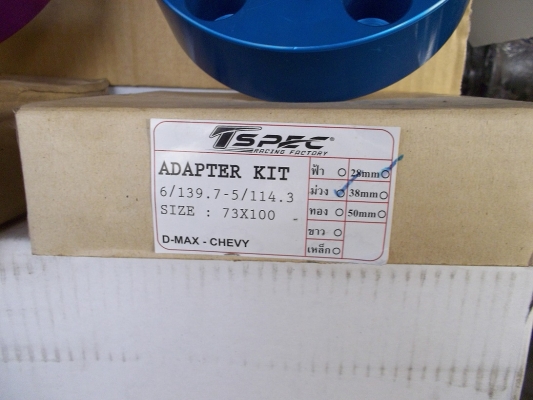 TSPEC
RACING FACTORY
ADAPTER KIT
6/139.7-5/114.3
SIZE : 73X100
D-MAX - CHEVY
ฟ้า 28mm
ม่วง 38mm
ทอง 50mm
ขาว
เหล็ก